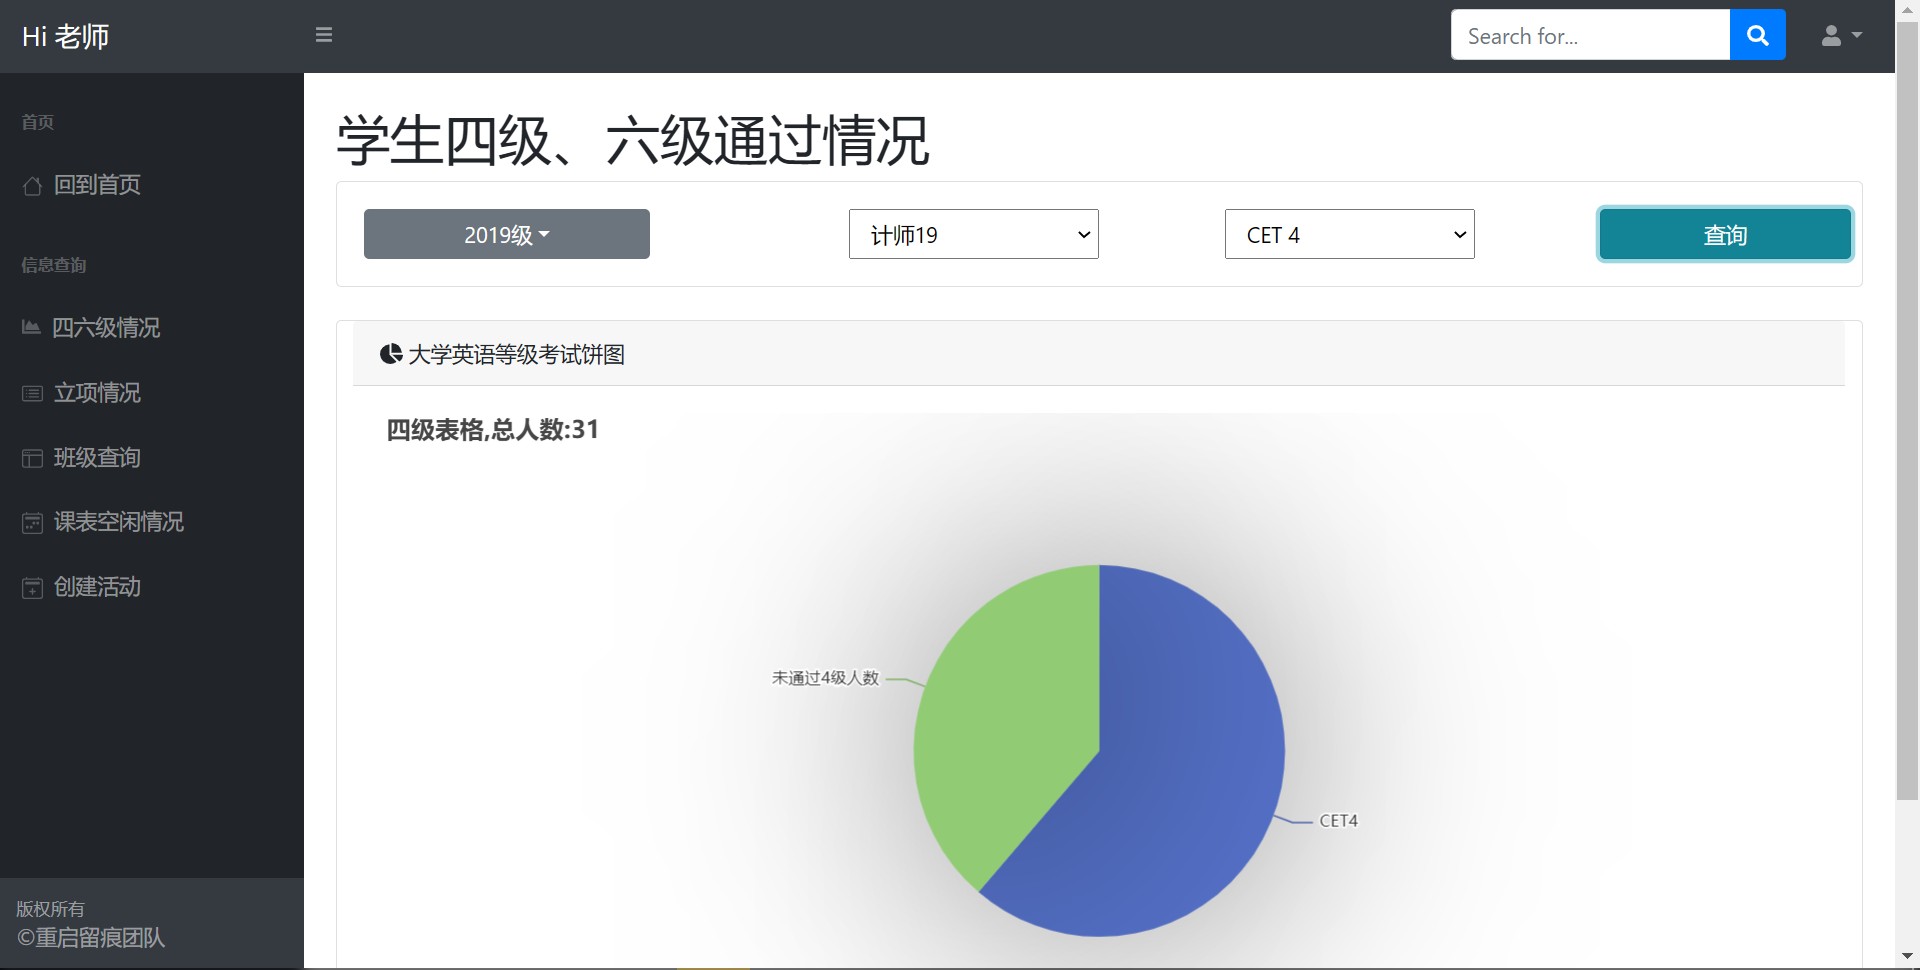 Hi 老师
Search for...
首页
回到首页
信息查询
四六级情况
立项情况
班级查询
课表空闲情况
创建活动
版权所有
©重启留痕团队
学生四级、六级通过情况
2019级
计师19
CET 4
查询
大学英语等级考试饼图
四级表格,总人数:31
未通过4级人数
CET4